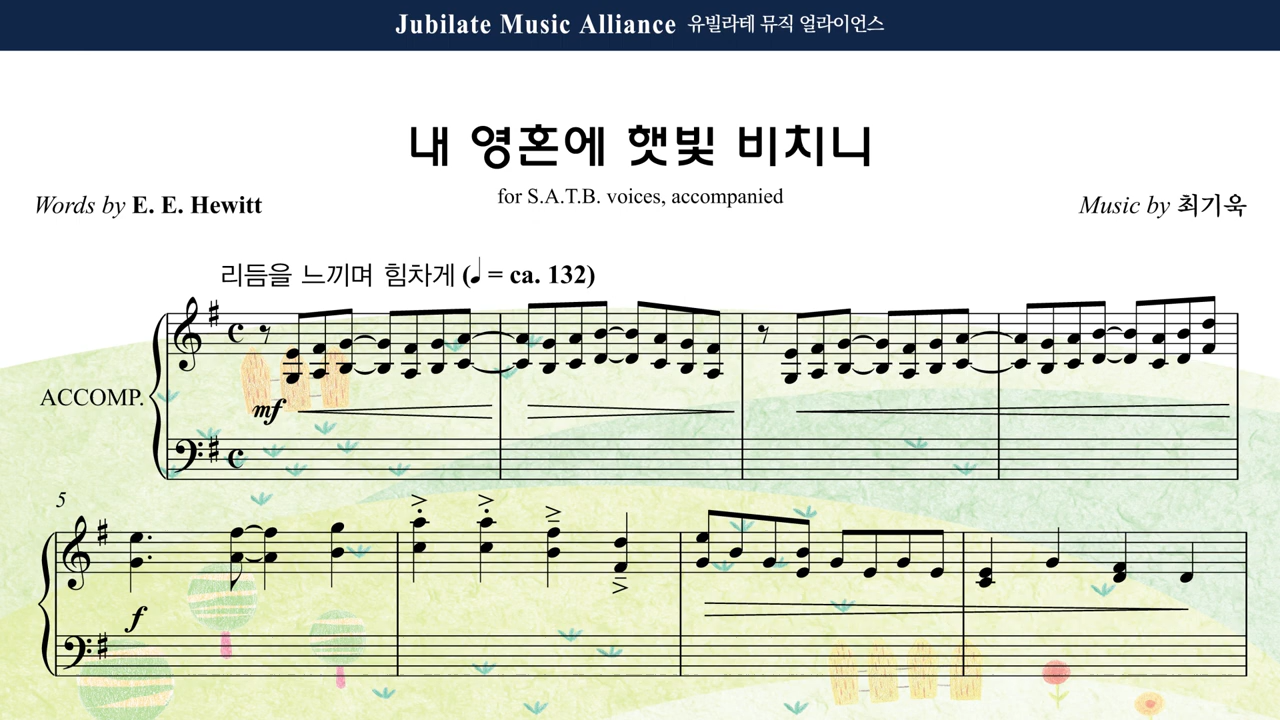 Jubilate Music Alliance 유빌라테 뮤직 얼라이언스
내 영혼에 햇빛 비치니
for S.A.T.B. voices, accompanied
Words by E. E. Hewitt
Music by 최기욱
리듬을 느끼며 힘차게 (♩ = ca. 132)
ACCOMP.
mf
5
f